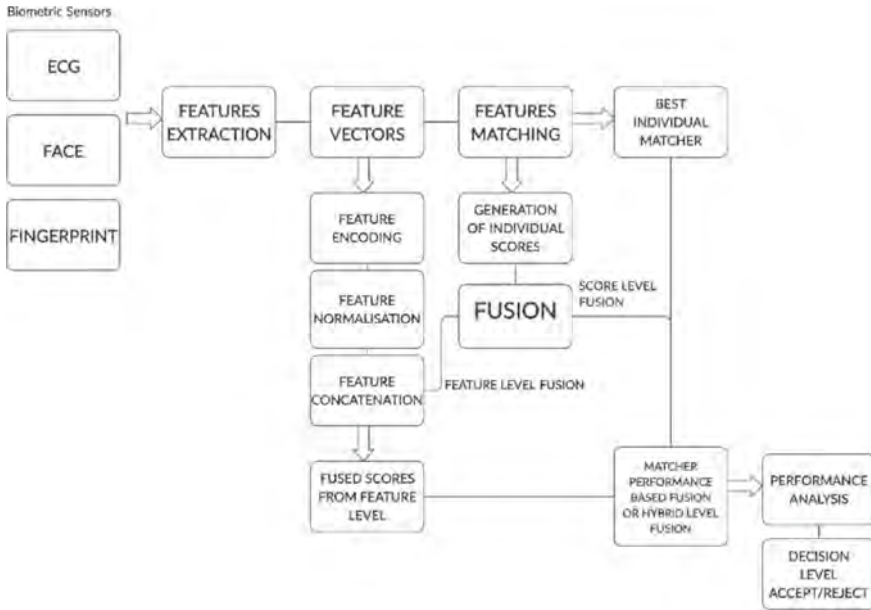 Biometric Sensors
ECG
FACE
FINGERPRINT
FEATURES
EXTRACTION
FEATURE
VECTORS
FEATURES
MATCHING
BEST
INDIVIDUAL
MATCHER
FEATURE
ENCODING
GENERATION
OF INDIVIDUAL
SCORES
FEATURE
NORMALISATION
FUSION
SCORE LEVEL
FUSION
FEATURE
CONCATENATION
FEATURE LEVEL FUSION
FUSED SCORES
FROM FEATURE
LEVEL
MATCHER
PERFORMANCE
BASED FUSION
OR HYBRID LEVEL
FUSION
PERFORMANCE
ANALYSIS
DECISION
LEVEL
ACCEPT/REJECT